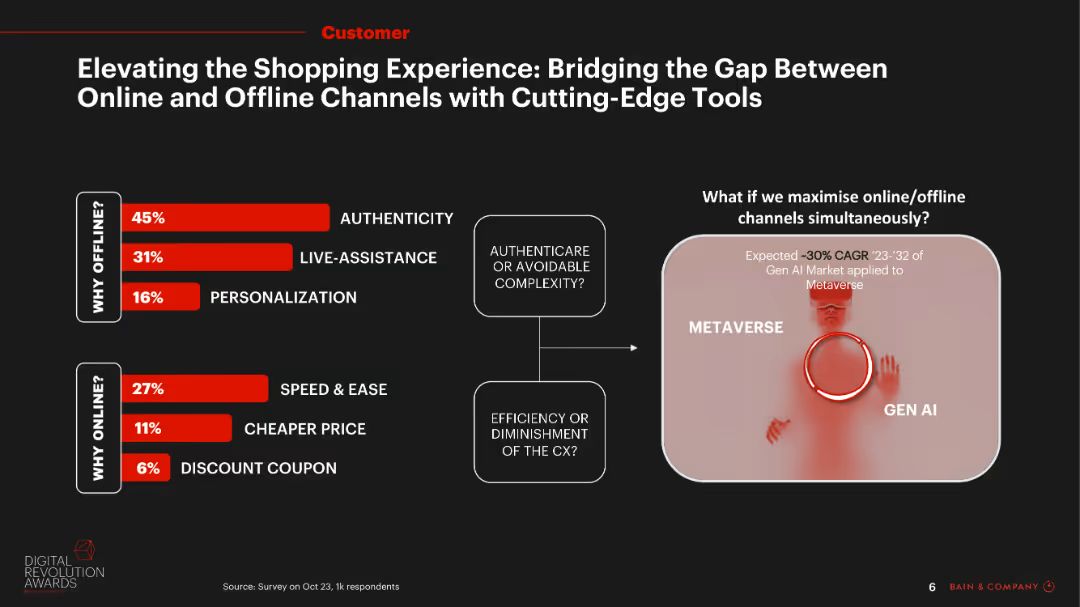 Customer
Elevating the Shopping Experience: Bridging the Gap Between
Online and Offline Channels with Cutting-Edge Tools
WHY OFFLINE?
45% AUTHENTICITY
31% LIVE-ASSISTANCE
16% PERSONALIZATION
WHY ONLINE?
27% SPEED & EASE
11% CHEAPER PRICE
6% DISCOUNT COUPON
AUTHENTICARE
OR AVOIDABLE
COMPLEXITY?
EFFICIENCY OR
DIMINISHMENT
OF THE CX?
What if we maximise online/offline
channels simultaneously?
Expected ~30% CAGR '23-'32 of
Gen AI Market applied to
Metaverse
METAVERSE
GEN AI
DIGITAL
REVOLUTION
AWARDS
Source: Survey on Oct 23, 1k respondents
6 BAIN & COMPANY